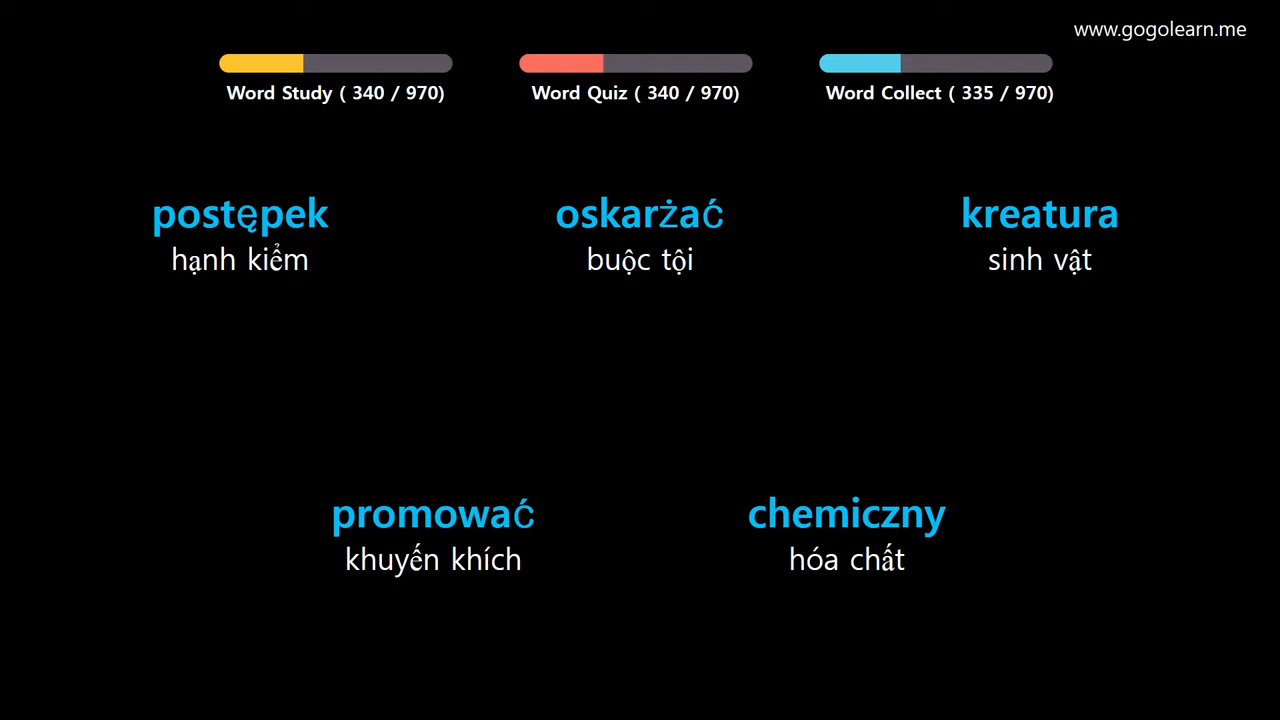 www.gogolearn.me
Word Study ( 340 / 970)
Word Quiz ( 340 / 970)
Word Collect ( 335 / 970)
postępek
hạnh kiểm
oskarżać
buộc tội
kreatura
sinh vật
promować
khuyến khích
chemiczny
hóa chất